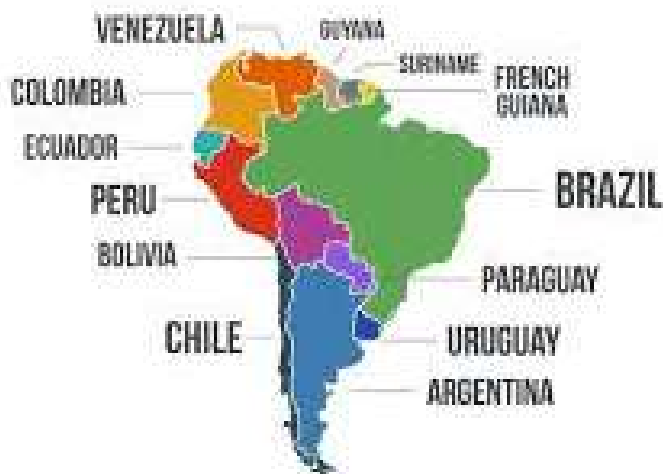 VENEZUELA
GUYANA
SURINAME
FRENCH
GUIANA
COLOMBIA
ECUADOR
PERU
BRAZIL
BOLIVIA
PARAGUAY
CHILE
URUGUAY
ARGENTINA